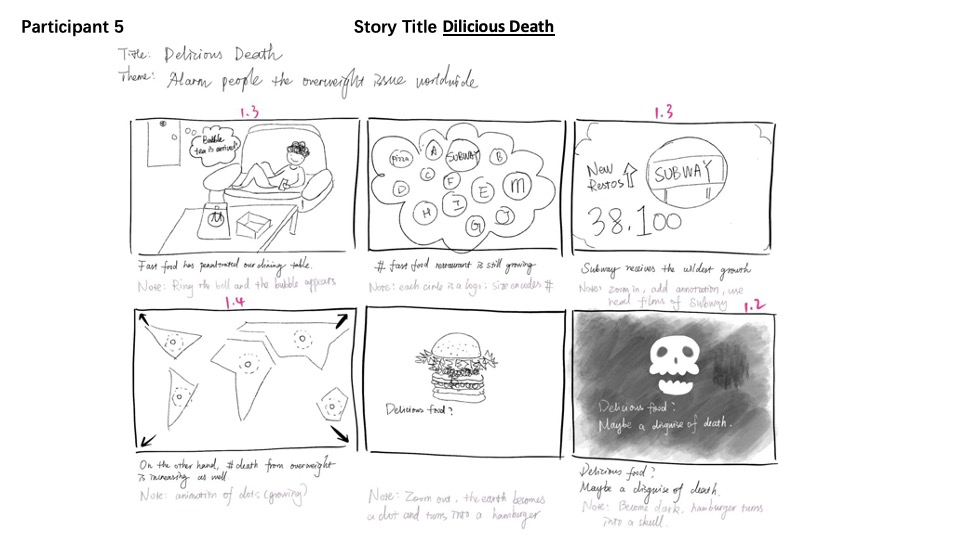 Participant 5
Story Title Dilicious Death
Title: Delicious Death
Theme: Alarm people the overweight issue worldwide
1.3
Bubble
tea is arrived!
Fast food has penetrated our dining table.
Note: Ring the bell and the bubble appears
Pizza A SUBWAY B
D C F E M
H I G J
# fast food restaurant is still growing
Note: each circle is a logo; size encodes #
1.3
New
Restos
SUBWAY
38.100
Subway receives the wildest growth
Note: zoom in, add annotation, use
real films of Subway
1.4
On the other hand, # death from overweight
is increasing as well.
Note: animation of dots (growing)
Delicious food?
Note: Zoom out, the earth becomes
a dot and turns into a hamburger
1.2
Delicious food?
Maybe a disguise of death.
Delicious food?
Maybe a disguise of death.
Note: Become dark, hamburger turns
into a skull.